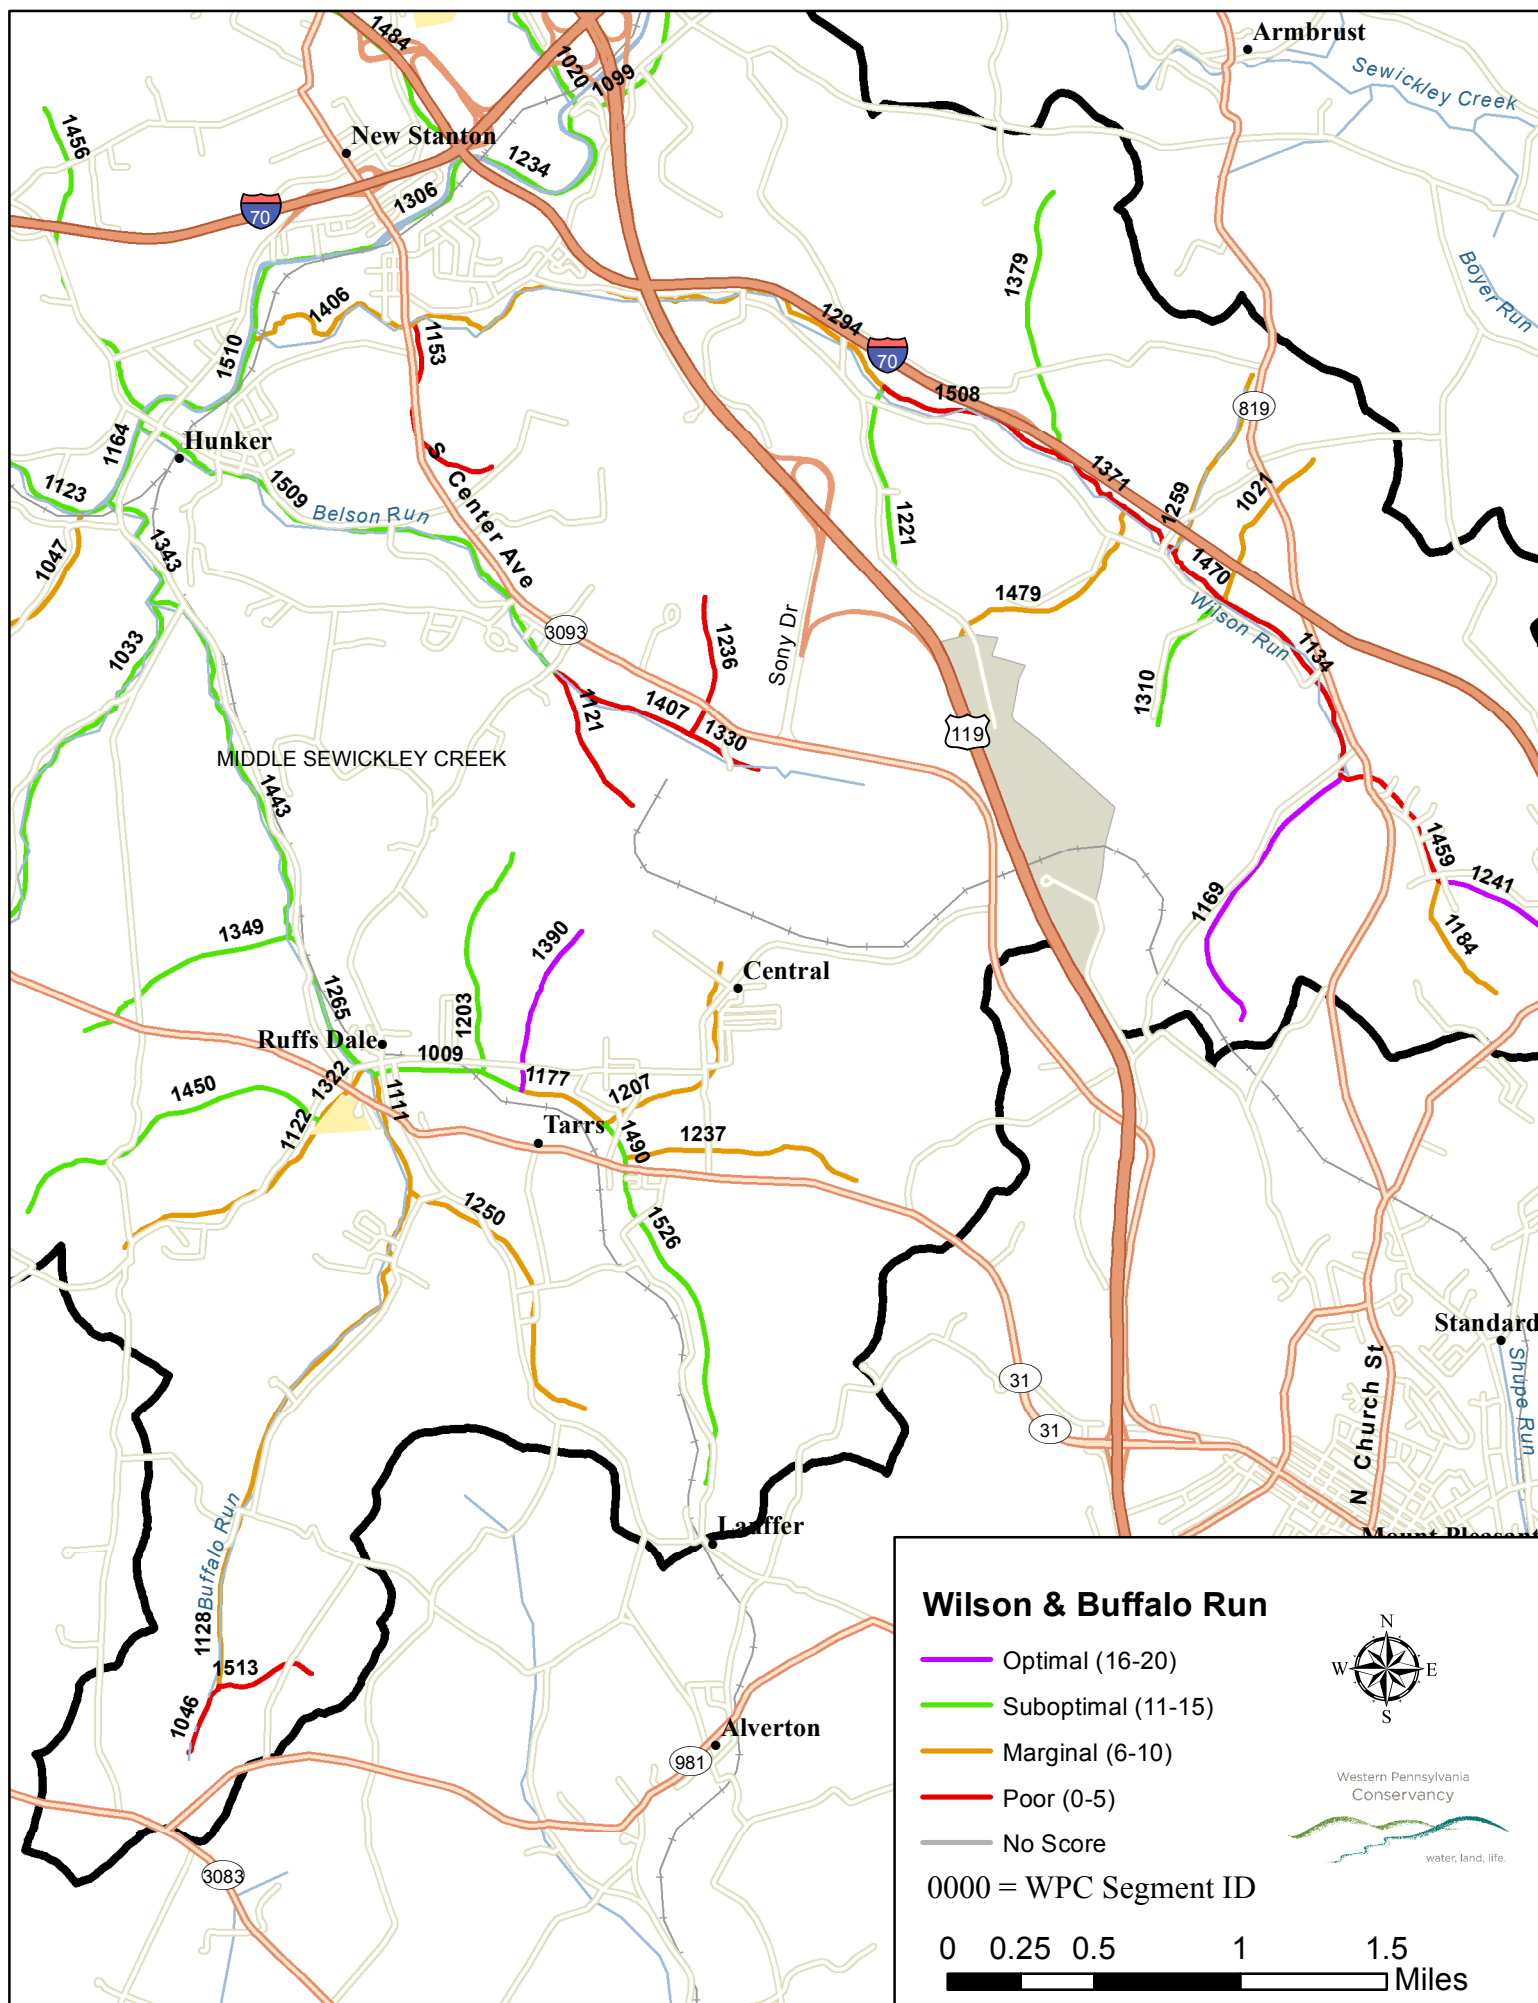 Armbrust
Sewickley Creek
Boyer Run
1484
1020
1099
1456
New Stanton
1234
1306
70
1379
1406
1153
1294
70
1510
1508
819
1164
Hunker
1123
1509
Belson Run
S Center Ave
1371
1259
1021
1221
1047
1343
1479
1470
Wilson Run
3093
1236
Sony Dr
1033
1121
1407
1330
1310
1134
119
MIDDLE SEWICKLEY CREEK
1443
1459
1241
1169
1184
1349
1390
Central
1265
1203
Ruffs Dale
1009
1177
1450
1322
1122
1111
1207
Tarrs
1490
1237
1250
1526
Standard
Shupe Run
N Church St
31
31
Mount Pleasant
Buffalo Run
Lauffer
1128
1513
1046
Alverton
981
3083
Wilson & Buffalo Run
Optimal (16-20)
Suboptimal (11-15)
Marginal (6-10)
Poor (0-5)
No Score
0000 = WPC Segment ID
N
W E
S
Western Pennsylvania
Conservancy
water, land, life.
0 0.25 0.5 1 1.5
Miles